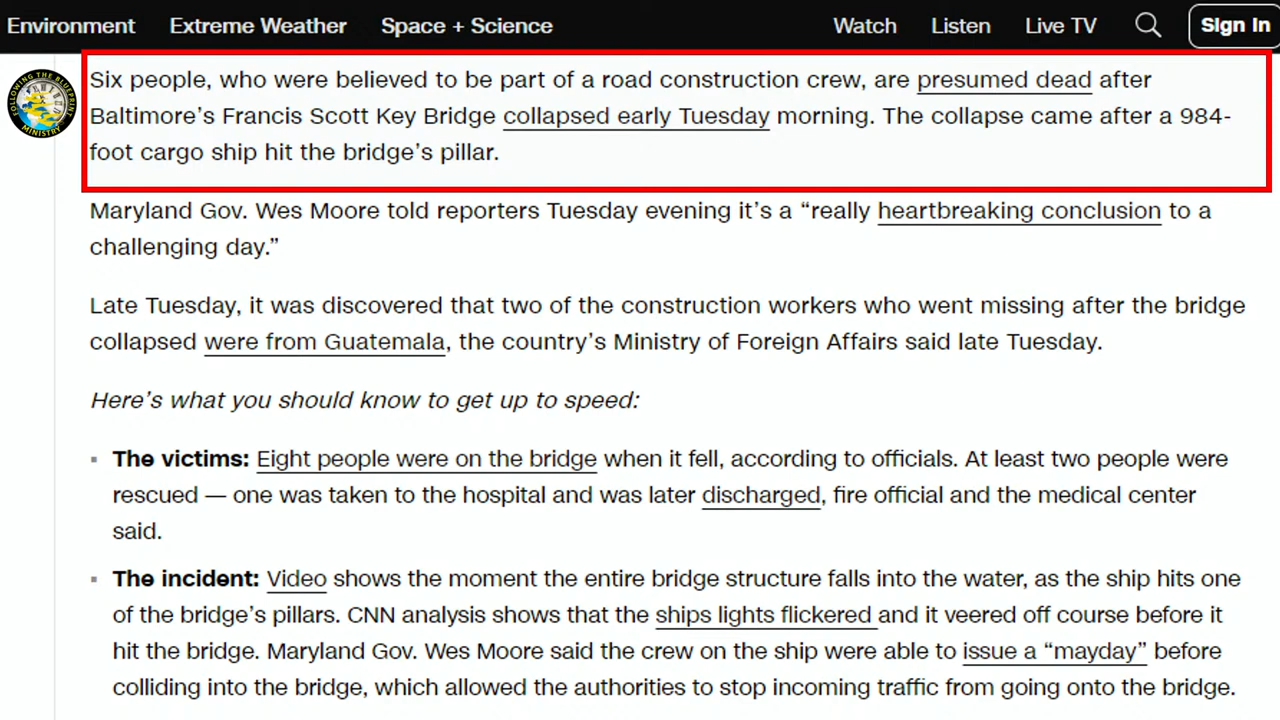 Environment Extreme Weather Space + Science Watch Listen Live TV Sign In
FOLLOWING THE BLUEPRINT
MINISTRY
Six people, who were believed to be part of a road construction crew, are presumed dead after
Baltimore’s Francis Scott Key Bridge collapsed early Tuesday morning. The collapse came after a 984-
foot cargo ship hit the bridge’s pillar.
Maryland Gov. Wes Moore told reporters Tuesday evening it’s a “really heartbreaking conclusion to a
challenging day.”
Late Tuesday, it was discovered that two of the construction workers who went missing after the bridge
collapsed were from Guatemala, the country’s Ministry of Foreign Affairs said late Tuesday.
Here’s what you should know to get up to speed:
The victims: Eight people were on the bridge when it fell, according to officials. At least two people were
rescued — one was taken to the hospital and was later discharged, fire official and the medical center
said.
The incident: Video shows the moment the entire bridge structure falls into the water, as the ship hits one
of the bridge’s pillars. CNN analysis shows that the ships lights flickered and it veered off course before it
hit the bridge. Maryland Gov. Wes Moore said the crew on the ship were able to issue a “mayday” before
colliding into the bridge, which allowed the authorities to stop incoming traffic from going onto the bridge.